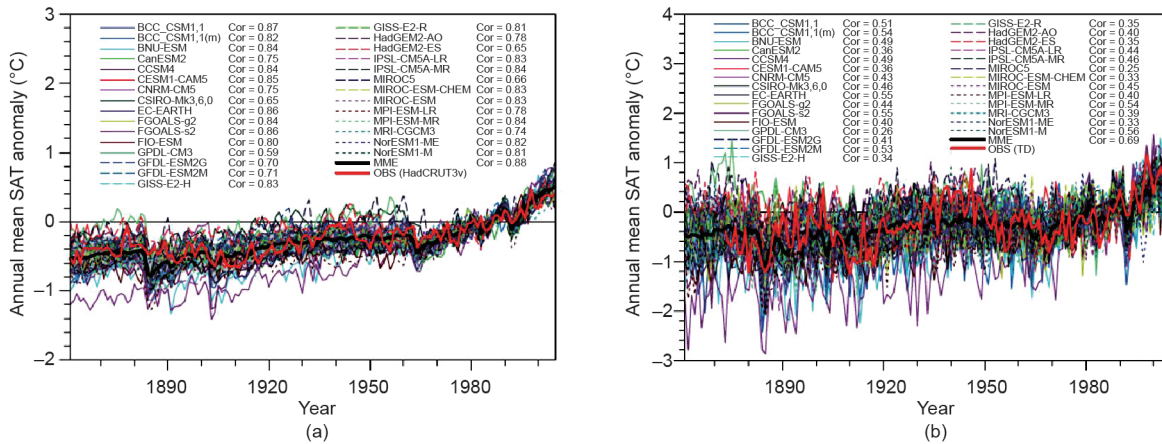 3
2
1
0
–1
–2
Annual mean SAT anomaly (°C)
BCC_CSM1,1 Cor = 0.87
BCC_CSM1,1(m) Cor = 0.84
BNU-ESM Cor = 0.82
CanESM2 Cor = 0.75
CCSM4 Cor = 0.84
CESM1-CAM5 Cor = 0.85
CNRM-CM5 Cor = 0.75
CSIRO-Mk3,6,0 Cor = 0.65
EC-EARTH Cor = 0.86
FGOALS-g2 Cor = 0.84
FGOALS-s2 Cor = 0.86
FIO-ESM Cor = 0.80
GPDL-CM3 Cor = 0.59
GFDL-ESM2G Cor = 0.70
GFDL-ESM2M Cor = 0.71
GISS-E2-H Cor = 0.83
GISS-E2-R Cor = 0.81
HadGEM2-AO Cor = 0.78
HadGEM2-ES Cor = 0.65
IPSL-CM5A-LR Cor = 0.83
IPSL-CM5A-MR Cor = 0.84
MIROC5 Cor = 0.66
MIROC-ESM-CHEM Cor = 0.83
MIROC-ESM Cor = 0.83
MPI-ESM-LR Cor = 0.78
MPI-ESM-MR Cor = 0.84
MRI-CGCM3 Cor = 0.74
NorESM1-ME Cor = 0.82
NorESM1-M Cor = 0.81
MME Cor = 0.88
OBS (HadCRUT3v)
1890 1920 1950 1980
Year
(a)
4
3
2
1
0
–1
–2
–3
Annual mean SAT anomaly (°C)
BCC_CSM1,1 Cor = 0.51
BCC_CSM1,1(m) Cor = 0.54
BNU-ESM Cor = 0.49
CanESM2 Cor = 0.36
CCSM4 Cor = 0.49
CESM1-CAM5 Cor = 0.36
CNRM-CM5 Cor = 0.43
CSIRO-Mk3,6,0 Cor = 0.46
EC-EARTH Cor = 0.55
FGOALS-g2 Cor = 0.44
FGOALS-s2 Cor = 0.55
FIO-ESM Cor = 0.40
GPDL-CM3 Cor = 0.26
GFDL-ESM2G Cor = 0.41
GFDL-ESM2M Cor = 0.53
GISS-E2-H Cor = 0.34
GISS-E2-R Cor = 0.35
HadGEM2-AO Cor = 0.40
HadGEM2-ES Cor = 0.35
IPSL-CM5A-LR Cor = 0.44
IPSL-CM5A-MR Cor = 0.46
MIROC5 Cor = 0.25
MIROC-ESM-CHEM Cor = 0.33
MIROC-ESM Cor = 0.45
MPI-ESM-LR Cor = 0.40
MPI-ESM-MR Cor = 0.54
MRI-CGCM3 Cor = 0.39
NorESM1-ME Cor = 0.33
NorESM1-M Cor = 0.56
MME Cor = 0.69
OBS (TD)
1890 1920 1950 1980
Year
(b)